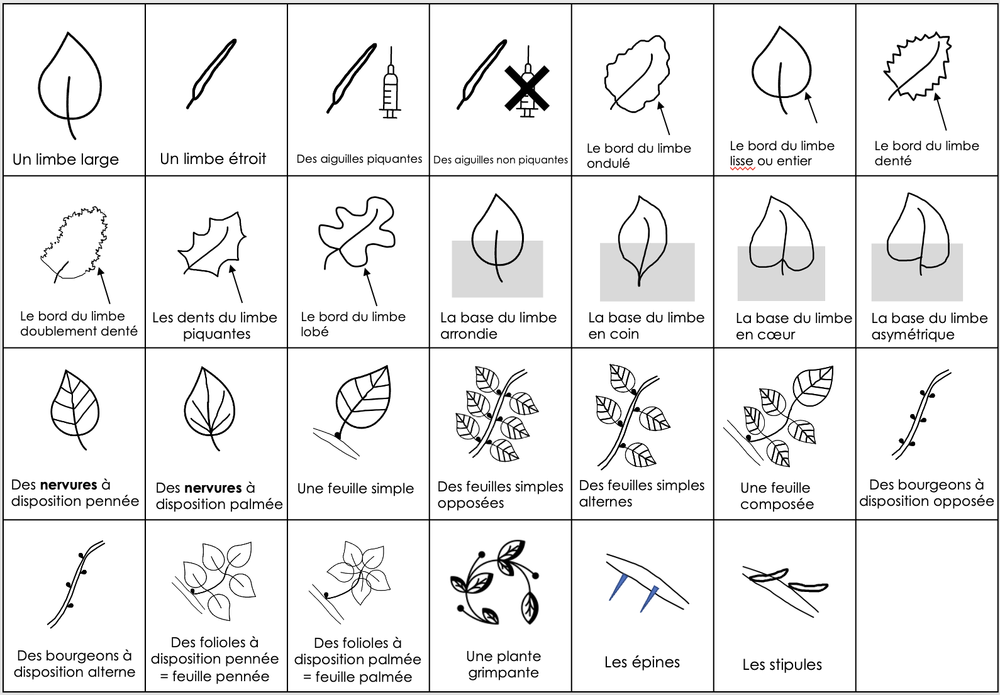 Un limbe large
Un limbe étroit
Des aiguilles piquantes
Des aiguilles non piquantes
Le bord du limbe
ondulé
Le bord du limbe
lisse ou entier
Le bord du limbe
denté
Le bord du limbe
doublement denté
Les dents du limbe
piquantes
Le bord du limbe
lobé
La base du limbe
arrondie
La base du limbe
en coin
La base du limbe
en cœur
La base du limbe
asymétrique
Des nervures à
disposition pennée
Des nervures à
disposition palmée
Une feuille simple
Des feuilles simples
opposées
Des feuilles simples
alternes
Une feuille
composée
Des bourgeons à
disposition opposée
Des bourgeons à
disposition alterne
Des folioles à
disposition pennée
= feuille pennée
Des folioles à
disposition palmée
= feuille palmée
Une plante
grimpante
Les épines
Les stipules